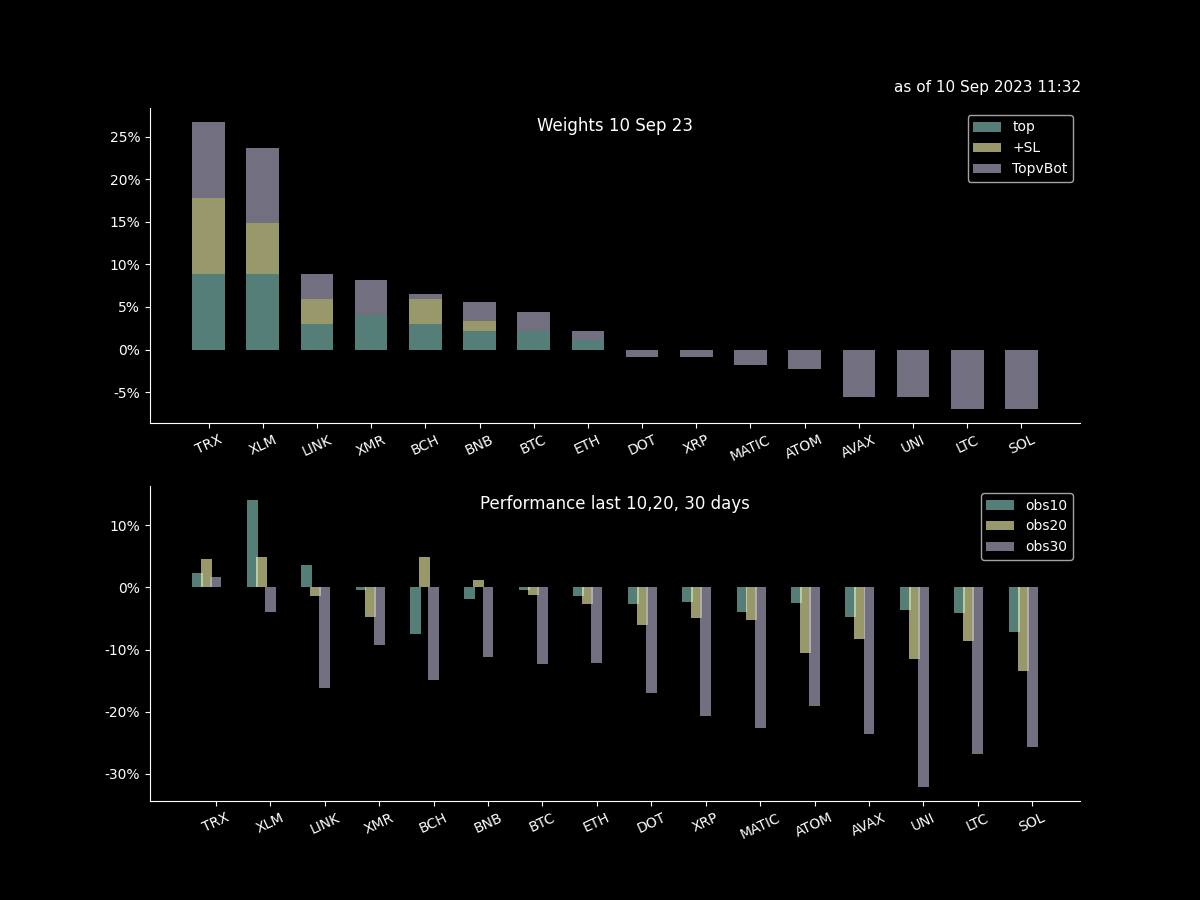 as of 10 Sep 2023 11:32
Weights 10 Sep 23
top
+SL
TopvBot
25%
20%
15%
10%
5%
0%
-5%
TRX XLM LINK XMR BCH BNB BTC ETH DOT XRP MATIC ATOM AVAX UNI LTC SOL
Performance last 10,20, 30 days
obs10
obs20
obs30
10%
0%
-10%
-20%
-30%
TRX XLM LINK XMR BCH BNB BTC ETH DOT XRP MATIC ATOM AVAX UNI LTC SOL